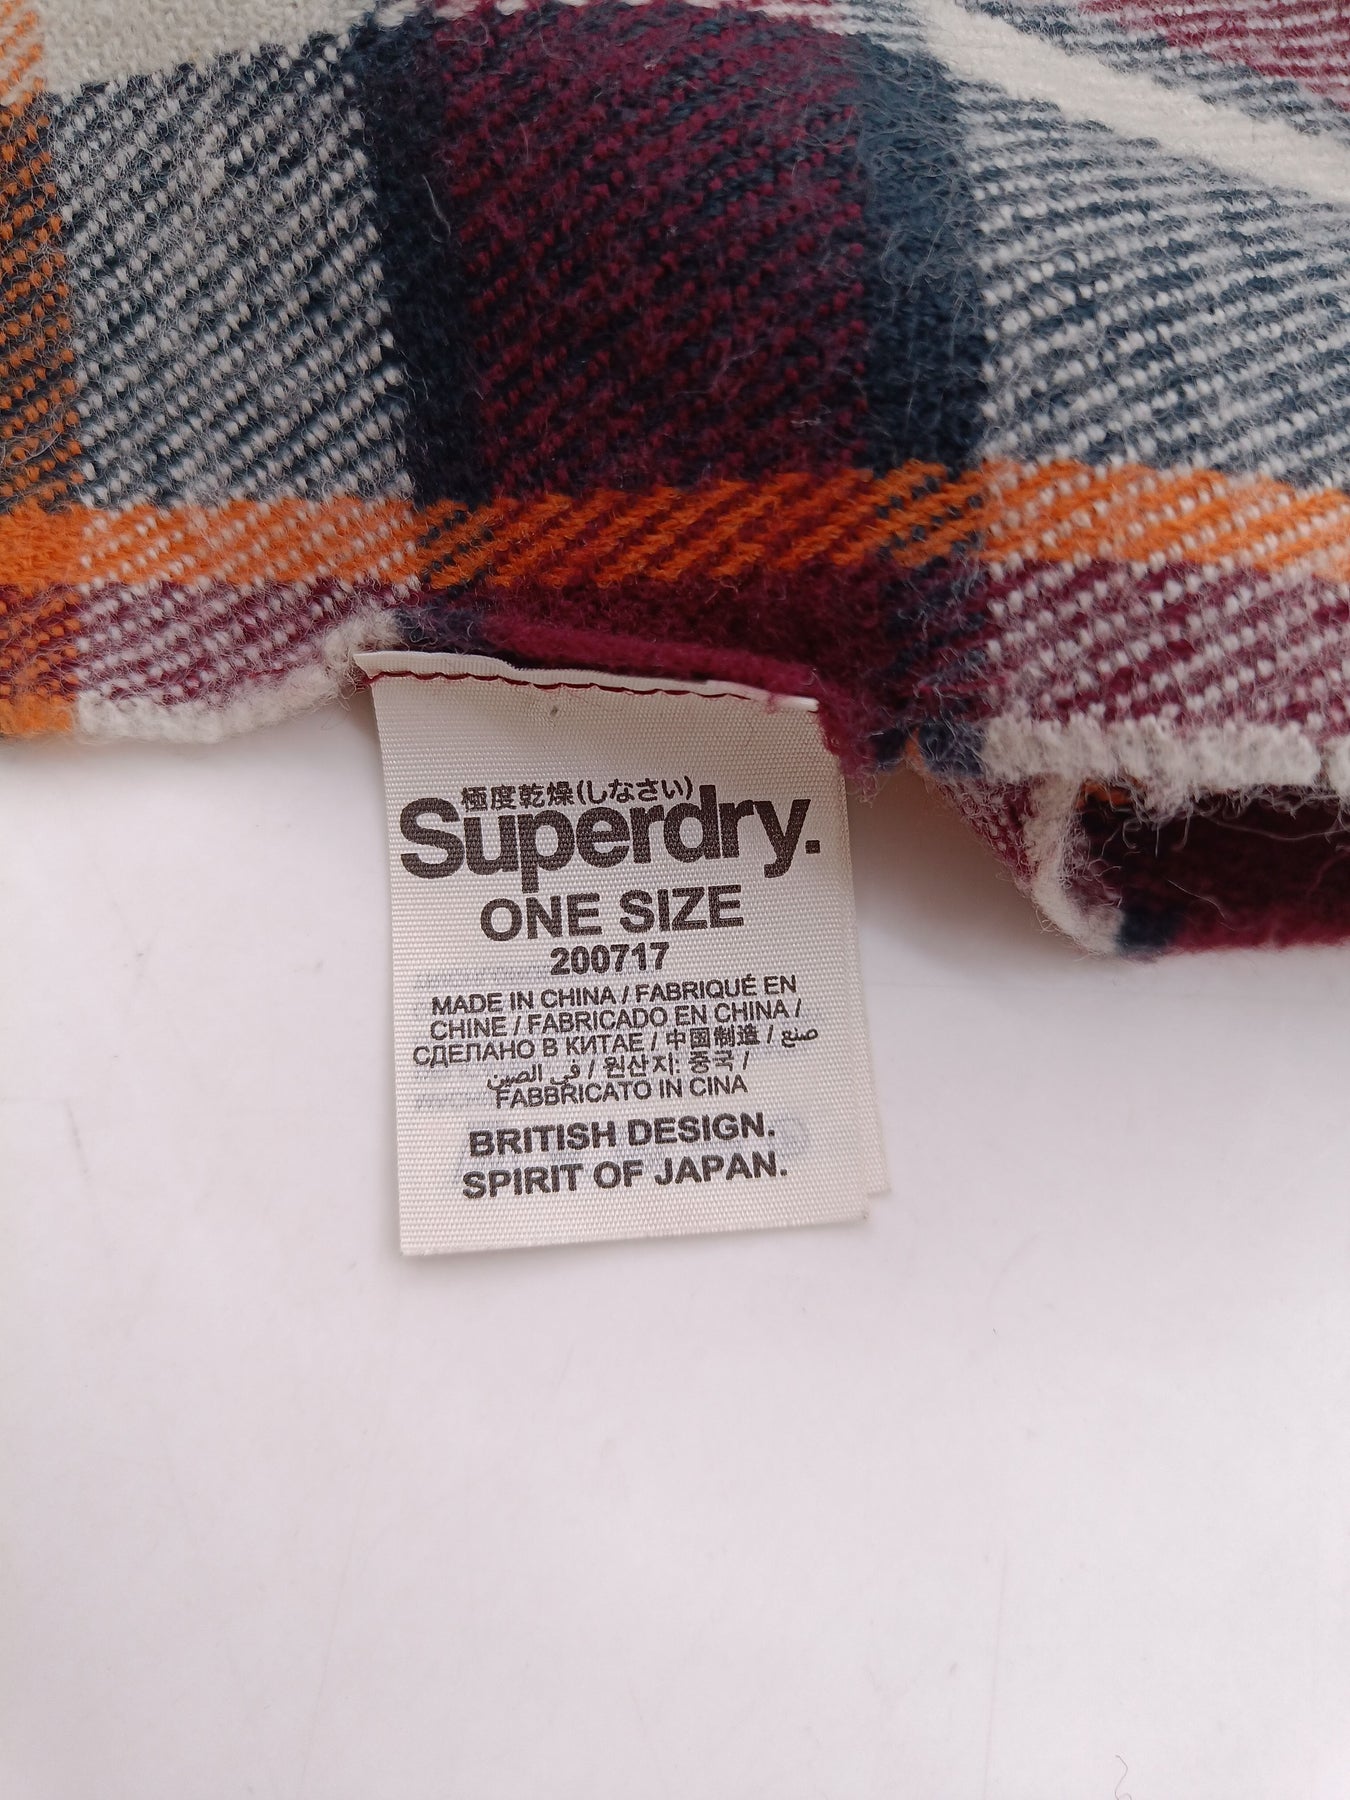 極度乾燥(しなさい)
Superdry.
ONE SIZE
200717
MADE IN CHINA / FABRIQUÉ EN
CHINE / FABRICADO EN CHINA /
СДЕЛАНО В КИТАЕ / 中国制造 / صنع
في الصين / 원산지: 중국 /
FABBRICATO IN CINA
BRITISH DESIGN.
SPIRIT OF JAPAN.